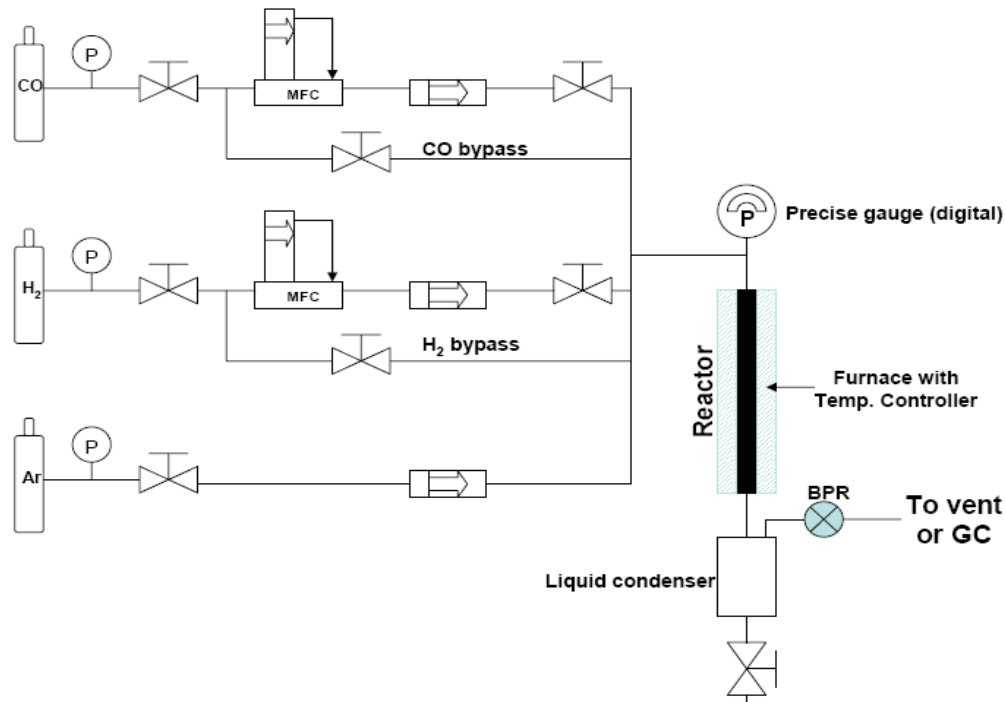 P
CO
MFC
CO bypass
P
Precise gauge (digital)
P
H₂
MFC
H₂ bypass
Reactor
Furnace with
Temp. Controller
P
Ar
BPR
To vent
or GC
Liquid condenser